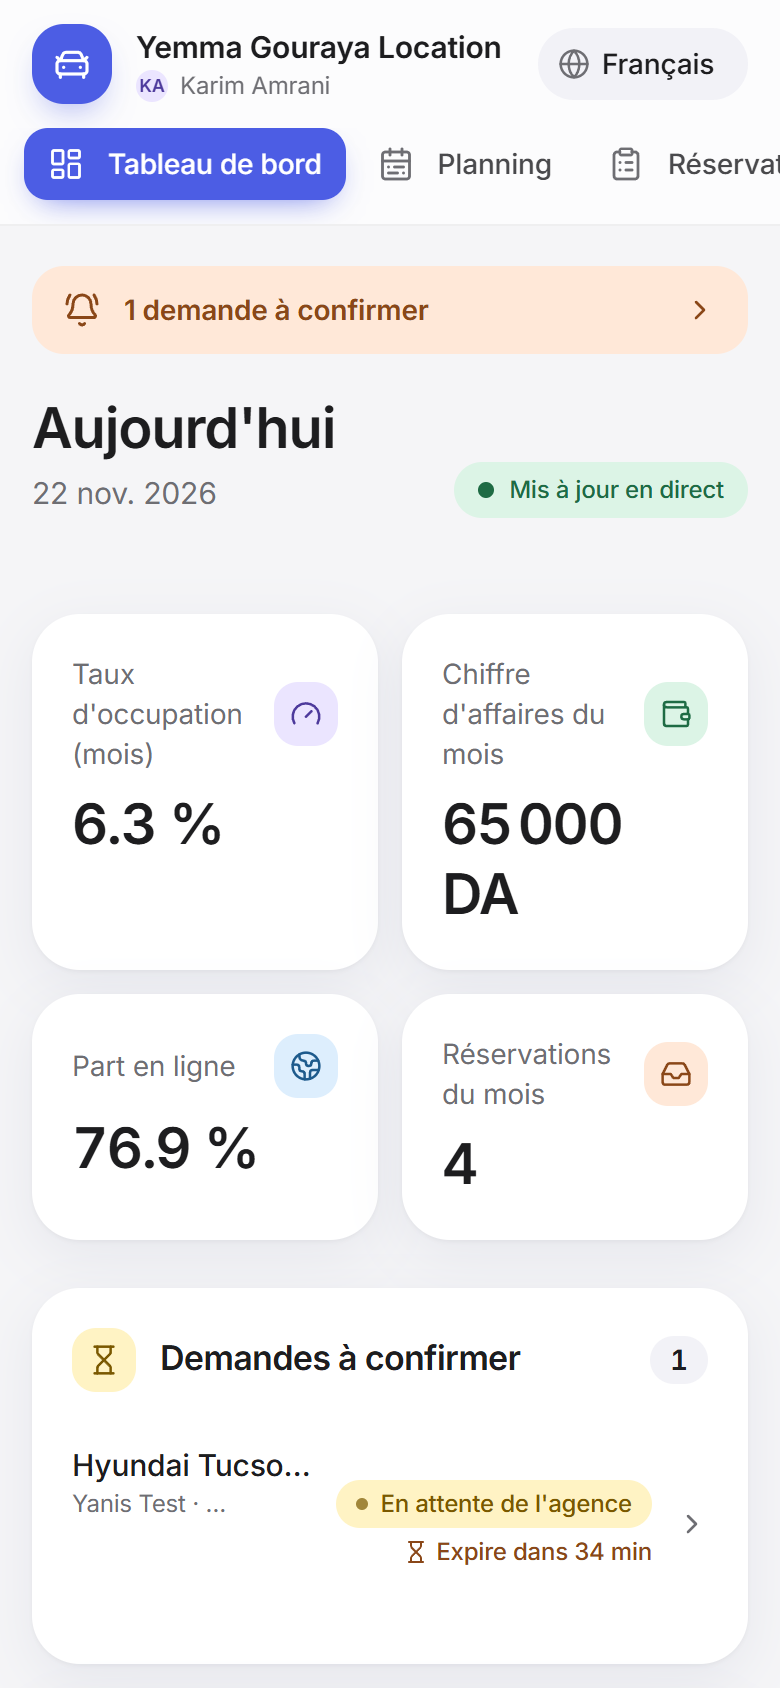 Yemma Gouraya Location
KA Karim Amrani
Français
Tableau de bord
Planning
Réservat
1 demande à confirmer
Aujourd'hui
22 nov. 2026
Mis à jour en direct
Taux
d'occupation
(mois)
6.3 %
Chiffre
d'affaires du
mois
65 000
DA
Part en ligne
76.9 %
Réservations
du mois
4
Demandes à confirmer
1
Hyundai Tucso...
Yanis Test · ...
En attente de l'agence
Expire dans 34 min